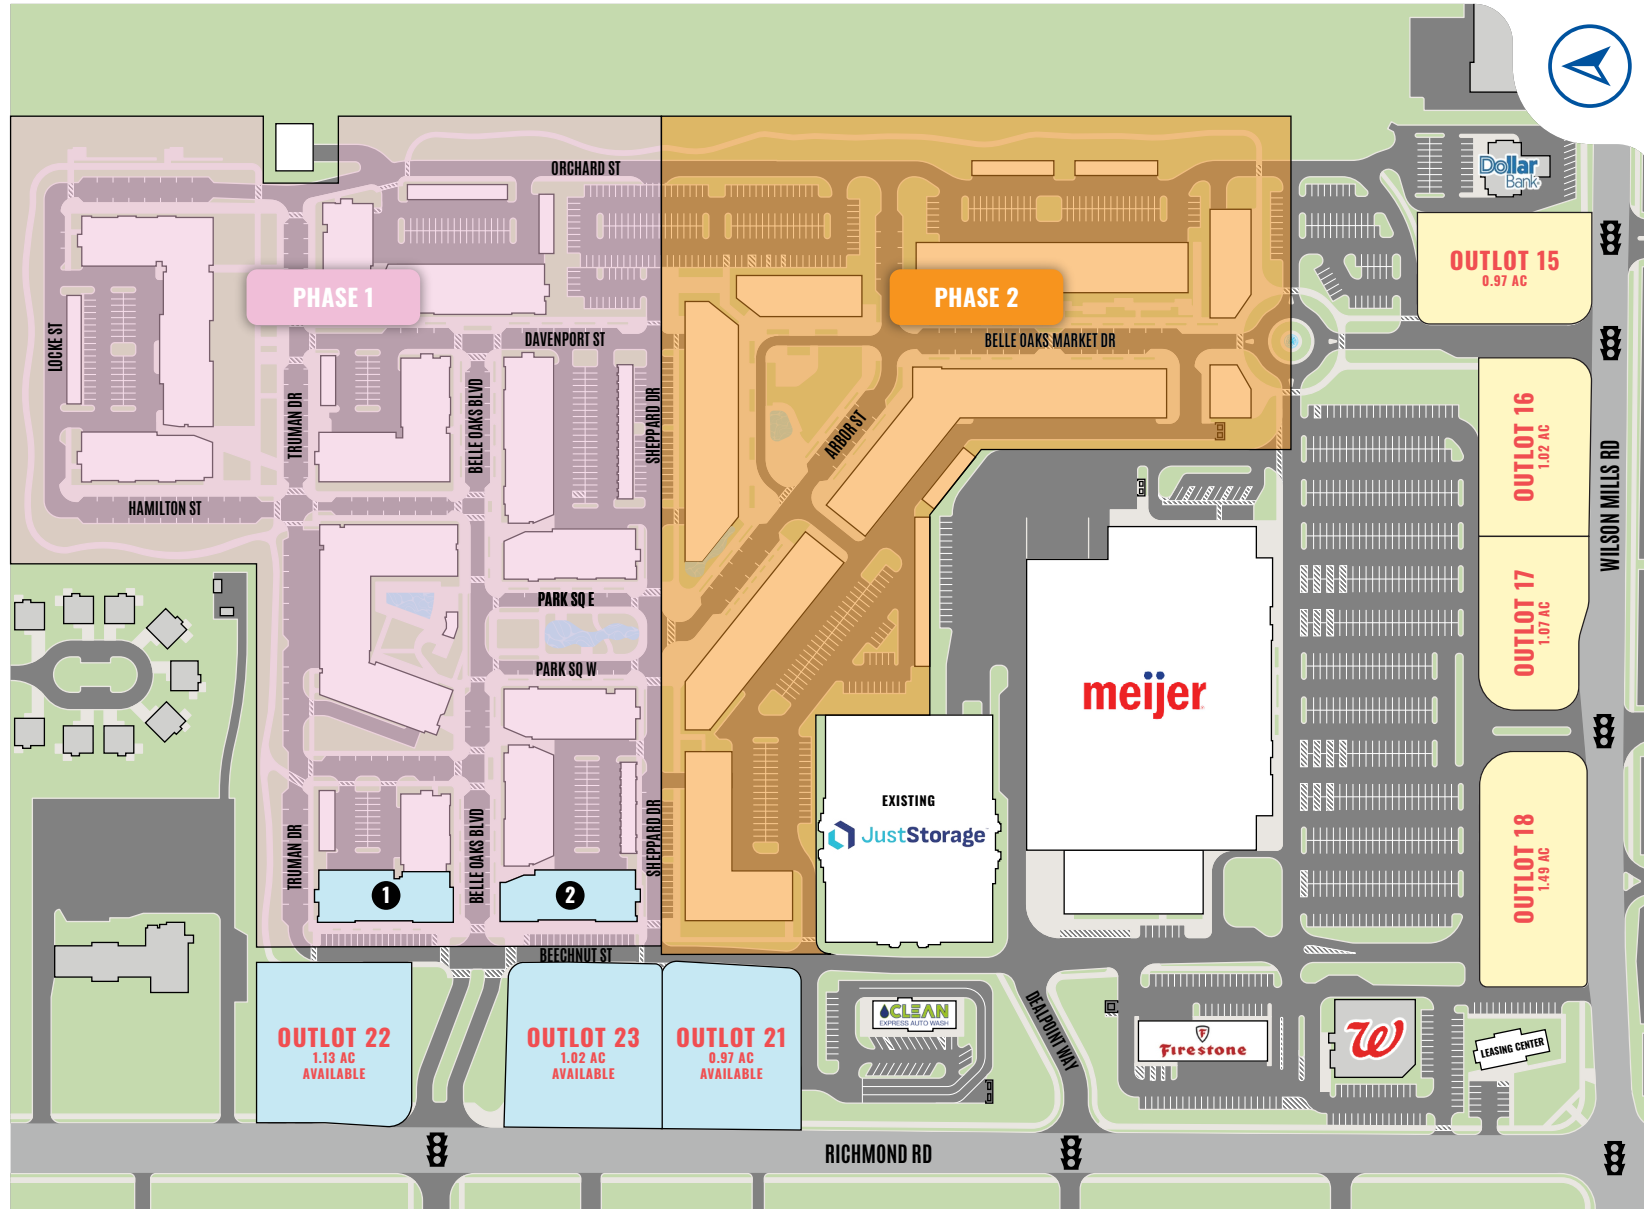 ORCHARD ST
Dollar
Bank
OUTLOT 15
0.97 AC
PHASE 1
PHASE 2
LOCKE ST
DAVENPORT ST
BELLE OAKS MARKET DR
TRUMAN DR
BELLE OAKS BLVD
SHEPPARD DR
ARBOR ST
OUTLOT 16
1.02 AC
WILSON MILLS RD
HAMILTON ST
OUTLOT 17
1.07 AC
PARK SQ E
PARK SQ W
meijer
EXISTING
JustStorage
TRUMAN DR
BELLE OAKS BLVD
SHEPPARD DR
OUTLOT 18
1.49 AC
1
2
BEECHNUT ST
DEALPOINT WAY
CLEAN
EXPRESS AUTO WASH
OUTLOT 22
1.13 AC
AVAILABLE
OUTLOT 23
1.02 AC
AVAILABLE
OUTLOT 21
0.97 AC
AVAILABLE
F
Firestone
W
LEASING CENTER
RICHMOND RD